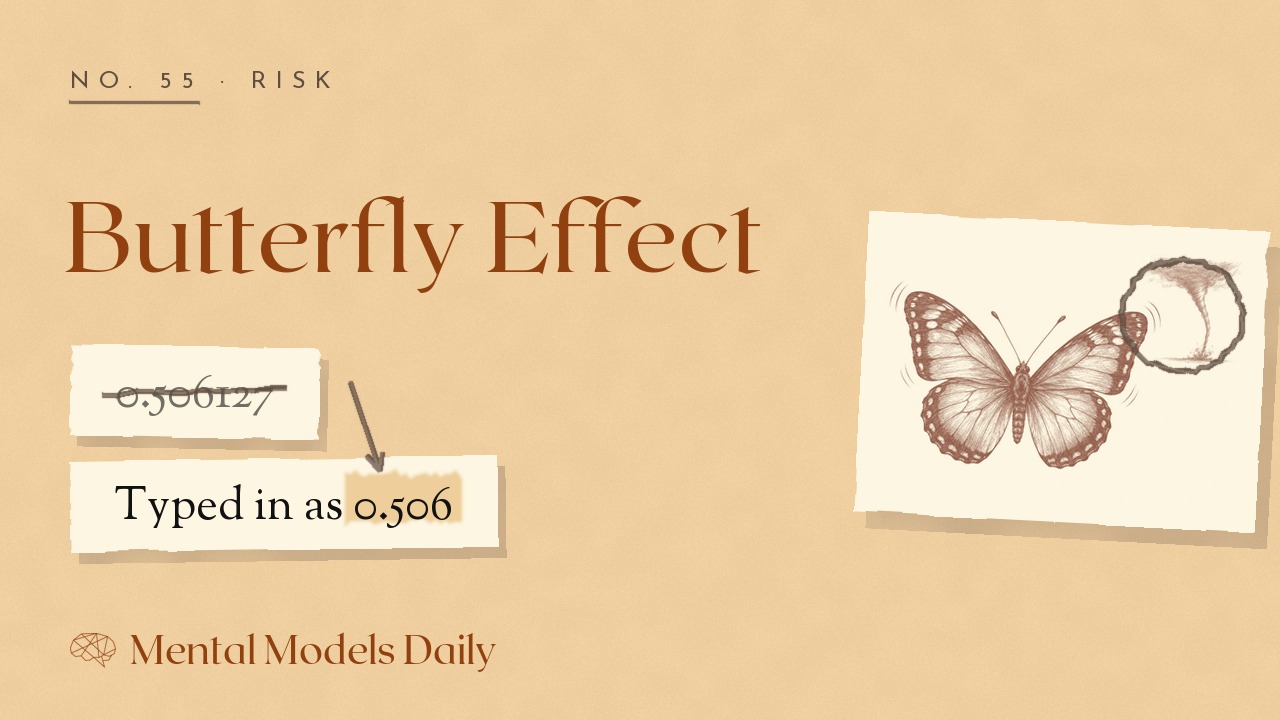 NO. 55 · RISK
Butterfly Effect
0.506127
Typed in as 0.506
Mental Models Daily